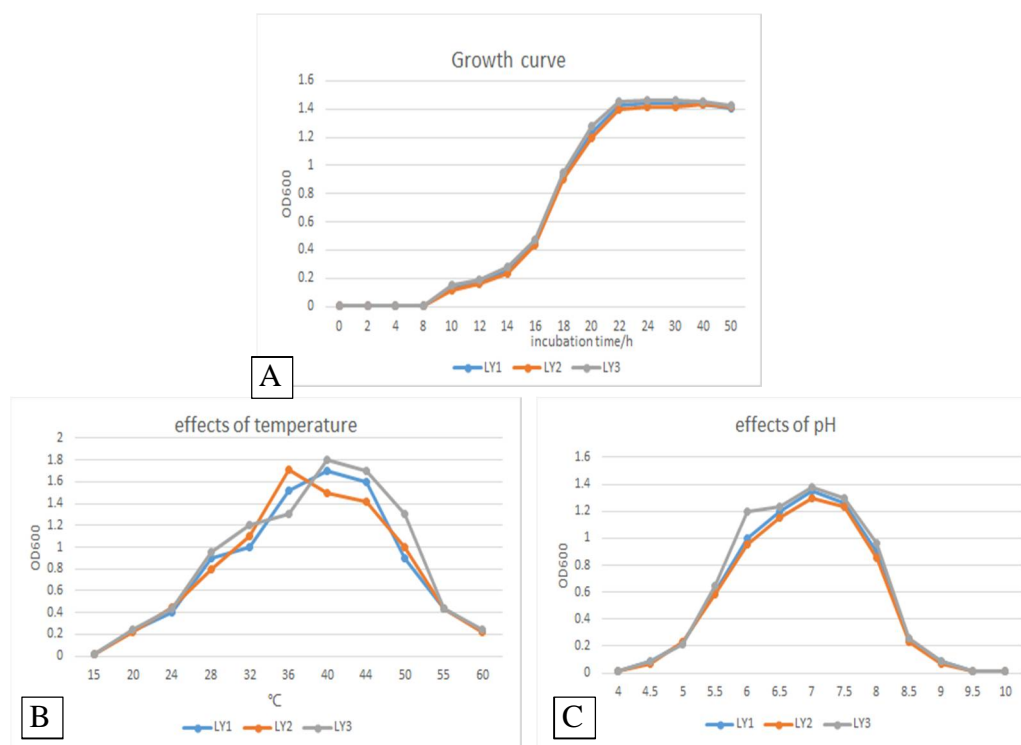 Growth curve
1.6
1.4
1.2
1
0.8
0.6
0.4
0.2
0
OD600
0 2 4 8 10 12 14 16 18 20 22 24 30 40 50
incubation time/h
LY1 LY2 LY3
A
effects of temperature
2
1.8
1.6
1.4
1.2
1
0.8
0.6
0.4
0.2
0
OD600
15 20 24 28 32 36 40 44 50 55 60
℃
LY1 LY2 LY3
B
effects of pH
1.6
1.4
1.2
1
0.8
0.6
0.4
0.2
0
OD600
4 4.5 5 5.5 6 6.5 7 7.5 8 8.5 9 9.5 10
LY1 LY2 LY3
C